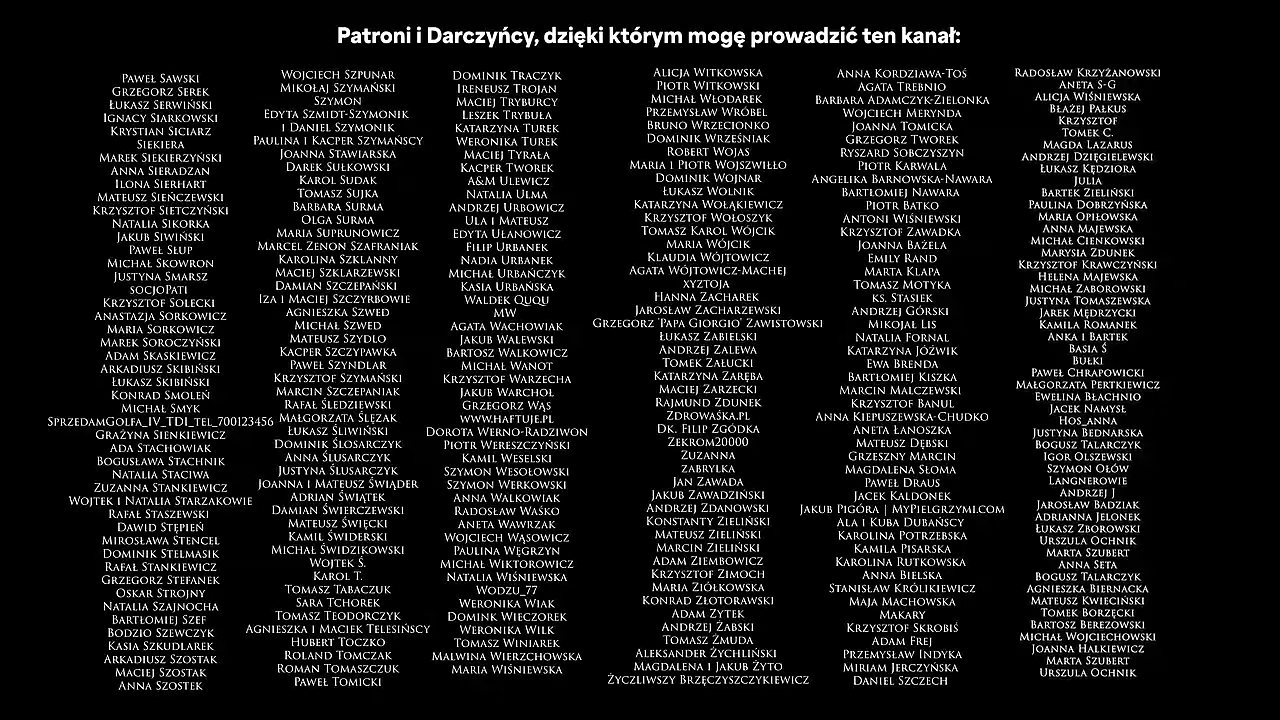 Patroni i Darczyńcy, dzięki którym mogę prowadzić ten kanał:
Paweł Sawski
Grzegorz Serek
Łukasz Serwiński
Ignacy Siarkowski
Krystian Siciarz
Siekiera
Marek Siekierzyński
Anna Sieradzan
Ilona Sierhart
Mateusz Sieńczewski
Krzysztof Sietczyński
Natalia Sikorka
Jakub Siwiński
Paweł Słup
Michał Skowron
Justyna Smarsz
socjoPati
Krzysztof Solecki
Anastazja Sorkowicz
Maria Sorkowicz
Marek Soroczyński
Adam Skaskiewicz
Arkadiusz Skibiński
Łukasz Skibiński
Konrad Smoleń
Michał Smyk
SprzedamGolfa_IV_TDI_tel_700123456
Grażyna Sienkiewicz
Ada Stachowiak
Bogusława Stachnik
Natalia Staciwa
Zuzanna Stankiewicz
Wojtek i Natalia Starzakowie
Rafał Staszewski
Dawid Stępień
Mirosława Stencel
Dominik Stelmasik
Rafał Stankiewicz
Grzegorz Stefanek
Oskar Strojny
Natalia Szajnocha
Bartłomiej Szef
Bodzio Szewczyk
Kasia Szkudlarek
Arkadiusz Szostak
Maciej Szostak
Anna Szostek
Wojciech Szpunar
Mikołaj Szymański
Szymon
Edyta Szmidt-Szymonik
i Daniel Szymonik
Paulina i Kacper Szymańscy
Joanna Stawiarska
Darek Sułkowski
Karol Sudak
Tomasz Sujka
Barbara Surma
Olga Surma
Maria Suprunowicz
Marcel Zenon Szafraniak
Karolina Szklanny
Maciej Szklarzewski
Damian Szczepański
Iza i Maciej Szczyrbowie
Agnieszka Szwed
Michał Szwed
Mateusz Szydlo
Kacper Szczypawka
Paweł Szyndlar
Krzysztof Szymański
Marcin Szczepaniak
Rafał Śledziewski
Małgorzata Ślęzak
Łukasz Śliwiński
Dominik Ślosarczyk
Anna Ślusarczyk
Justyna Ślusarczyk
Joanna i Mateusz Świąder
Adrian Świątek
Damian Świerczewski
Mateusz Święcki
Kamil Świderski
Michał Świdzikowski
Wojtek Ś.
Karol T.
Tomasz Tabaczuk
Sara Tchorek
Tomasz Teodorczyk
Agnieszka i Maciek Telesińscy
Hubert Toczko
Roland Tomczak
Roman Tomaszczuk
Paweł Tomicki
Dominik Traczyk
Ireneusz Trojan
Maciej Tryburcy
Leszek Trybuła
Katarzyna Turek
Weronika Turek
Maciej Tyrała
Kacper Tworek
A&M Ulewicz
Natalia Ulma
Andrzej Urbowicz
Ula i Mateusz
Edyta Ułanowicz
Filip Urbanek
Nadia Urbanek
Michał Urbańczyk
Kasia Urbańska
Waldek Ququ
MW
Agata Wachowiak
Jakub Walewski
Bartosz Walkowicz
Michał Wanot
Krzysztof Warzecha
Jakub Warchoł
Grzegorz Wąs
www.haftuje.pl
Dorota Werno-Radziwon
Piotr Wereszczyński
Kamil Weselski
Szymon Wesołowski
Szymon Werkowski
Anna Walkowiak
Radosław Waśko
Aneta Wawrzak
Wojciech Wąsowicz
Paulina Węgrzyn
Michał Wiktorowicz
Natalia Wiśniewska
Wodzu_77
Weronika Wiak
Domink Wieczorek
Weronika Wilk
Tomasz Winiarek
Malwina Wierzchowska
Maria Wiśniewska
Alicja Witkowska
Piotr Witkowski
Michał Włodarek
Przemysław Wróbel
Bruno Wrzecionko
Dominik Wrześniak
Robert Wojas
Maria i Piotr Wojszwiłło
Dominik Wojnar
Łukasz Wolnik
Katarzyna Wołąkiewicz
Krzysztof Wołoszyk
Tomasz Karol Wójcik
Maria Wójcik
Klaudia Wójtowicz
Agata Wójtowicz-Machej
xyztoja
Hanna Zacharek
Jarosław Zacharzewski
Grzegorz 'Papa Giorgio' Zawistowski
Łukasz Zabielski
Andrzej Zalewa
Tomek Załucki
Katarzyna Zaręba
Maciej Zarzecki
Rajmund Zdunek
Zdrowaśka.pl
Dk. Filip Zgódka
Zekrom20000
Zuzanna
zabrylka
Jan Zawada
Jakub Zawadziński
Andrzej Zdanowski
Konstanty Zieliński
Mateusz Zieliński
Marcin Zieliński
Adam Ziembowicz
Krzysztof Zimoch
Maria Ziółkowska
Konrad Złotorawski
Adam Zytek
Andrzej Żabski
Tomasz Żmuda
Aleksander Żychliński
Magdalena i Jakub Żyto
Życzliwszy Brzęczyszczykiewicz
Anna Kordziawa-Toś
Agata Trebnio
Barbara Adamczyk-Zielonka
Wojciech Merynda
Joanna Tomicka
Grzegorz Tworek
Ryszard Sobczyszyn
Piotr Karwala
Angelika Barnowska-Nawara
Bartłomiej Nawara
Piotr Batko
Antoni Wiśniewski
Krzysztof Zawadka
Joanna Bażela
Emily Rand
Marta Klapa
Tomasz Motyka
ks. Stasiek
Andrzej Górski
Mikojal Lis
Natalia Fornal
Katarzyna Jóźwik
Ewa Brenda
Bartłomiej Kiszka
Marcin Malczewski
Krzysztof Banul
Anna Kiepuszewska-Chudko
Aneta Łanoszka
Mateusz Dębski
Grzeszny Marcin
Magdalena Słoma
Paweł Draus
Jacek Kaldonek
Jakub Pigóra | MyPielgrzymi.com
Ala i Kuba Dubańscy
Karolina Potrzebska
Kamila Pisarska
Karolina Rutkowska
Anna Bielska
Stanisław Królikiewicz
Maja Machowska
Makary
Krzysztof Skrobiś
Adam Frej
Przemysław Indyka
Miriam Jerczyńska
Daniel Szczech
Radosław Krzyżanowski
Aneta S-G
Alicja Wiśniewska
Błażej Pałkus
Krzysztof
Tomek C.
Magda Lazarus
Andrzej Dzięgielewski
Łukasz Kędziora
Julia
Bartek Zieliński
Paulina Dobrzyńska
Maria Opiłowska
Anna Majewska
Michał Cienkowski
Marysia Zdunek
Krzysztof Krawczyński
Helena Majewska
Michał Zaborowski
Justyna Tomaszewska
Jarek Mędrzycki
Kamila Romanek
Anka i Bartek
Basia Ś
Bułki
Paweł Chrapowicki
Małgorzata Pertkiewicz
Ewelina Błachnio
Jacek Namysł
Hos_anna
Justyna Bednarska
Bogusz Talarczyk
Igor Olszewski
Szymon Ołów
Langnerowie
Andrzej J
Jarosław Badziak
Adrianna Jelonek
Łukasz Zborowski
Urszula Ochnik
Marta Szubert
Anna Seta
Bogusz Talarczyk
Agnieszka Biernacka
Mateusz Kwieciński
Tomek Borzęcki
Bartosz Berezowski
Michał Wojciechowski
Joanna Halkiewicz
Marta Szubert
Urszula Ochnik